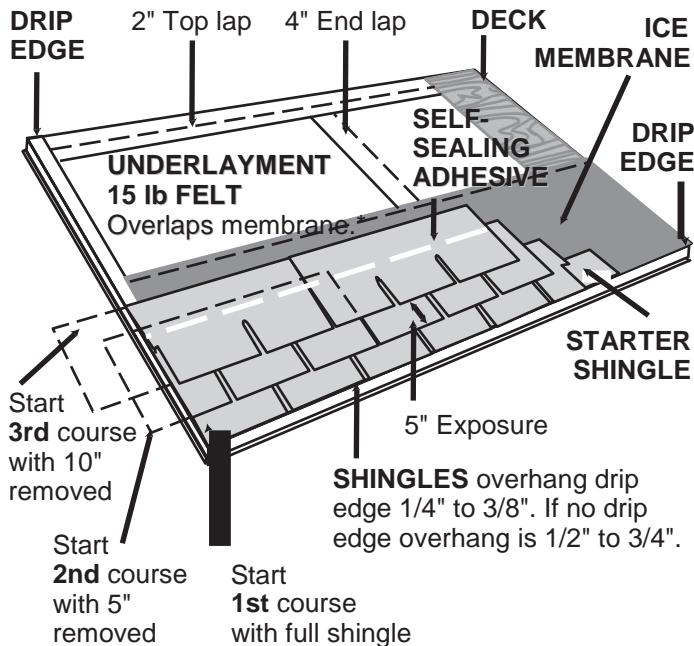 DRIP
EDGE
2" Top lap
4" End lap
DECK
ICE
MEMBRANE
SELF-
SEALING
ADHESIVE
DRIP
EDGE
UNDERLAYMENT
15 lb FELT
Overlaps membrane.
STARTER
SHINGLE
Start
3rd course
with 10"
removed
5" Exposure
SHINGLES overhang drip
edge 1/4" to 3/8". If no drip
edge overhang is 1/2" to 3/4".
Start
2nd course
with 5"
removed
Start
1st course
with full shingle